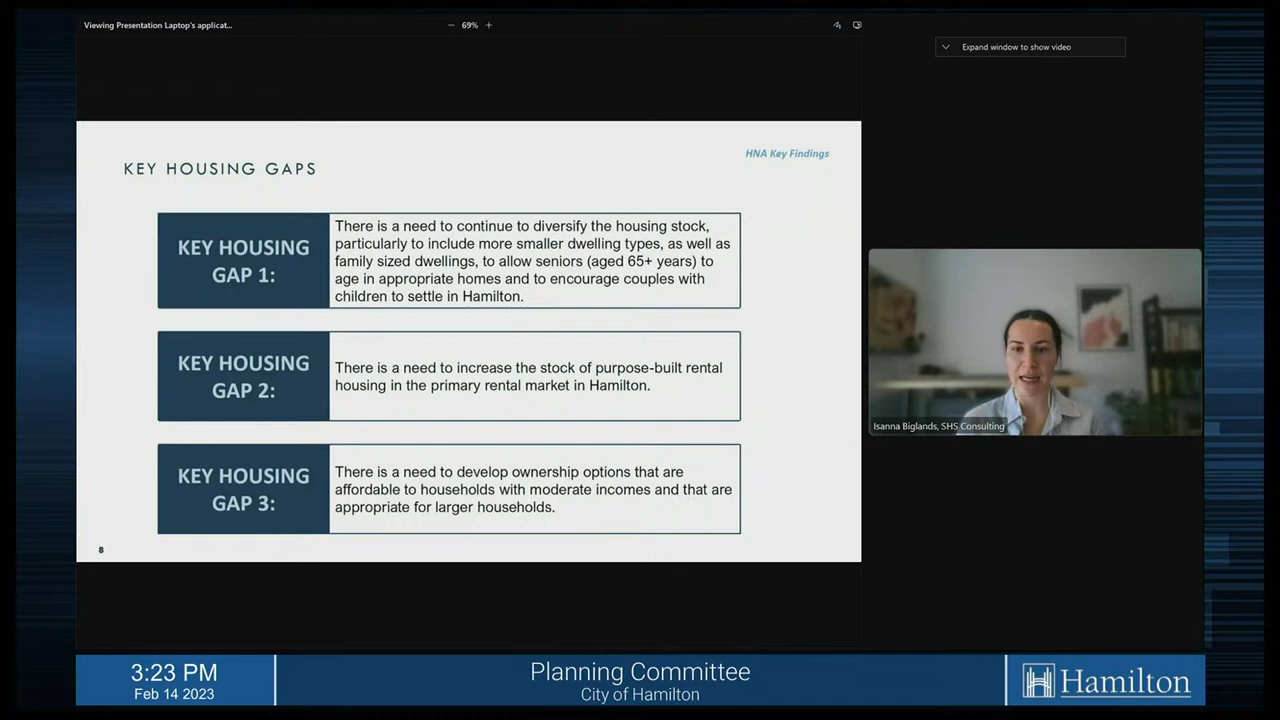 Viewing Presentation Laptop's applicat...
69%
Expand window to show video
HNA Key Findings
KEY HOUSING GAPS
KEY HOUSING
GAP 1:
There is a need to continue to diversify the housing stock,
particularly to include more smaller dwelling types, as well as
family sized dwellings, to allow seniors (aged 65+ years) to
age in appropriate homes and to encourage couples with
children to settle in Hamilton.
KEY HOUSING
GAP 2:
There is a need to increase the stock of purpose-built rental
housing in the primary rental market in Hamilton.
KEY HOUSING
GAP 3:
There is a need to develop ownership options that are
affordable to households with moderate incomes and that are
appropriate for larger households.
8
Isanna Biglands, SHS Consulting
3:23 PM
Feb 14 2023
Planning Committee
City of Hamilton
Hamilton